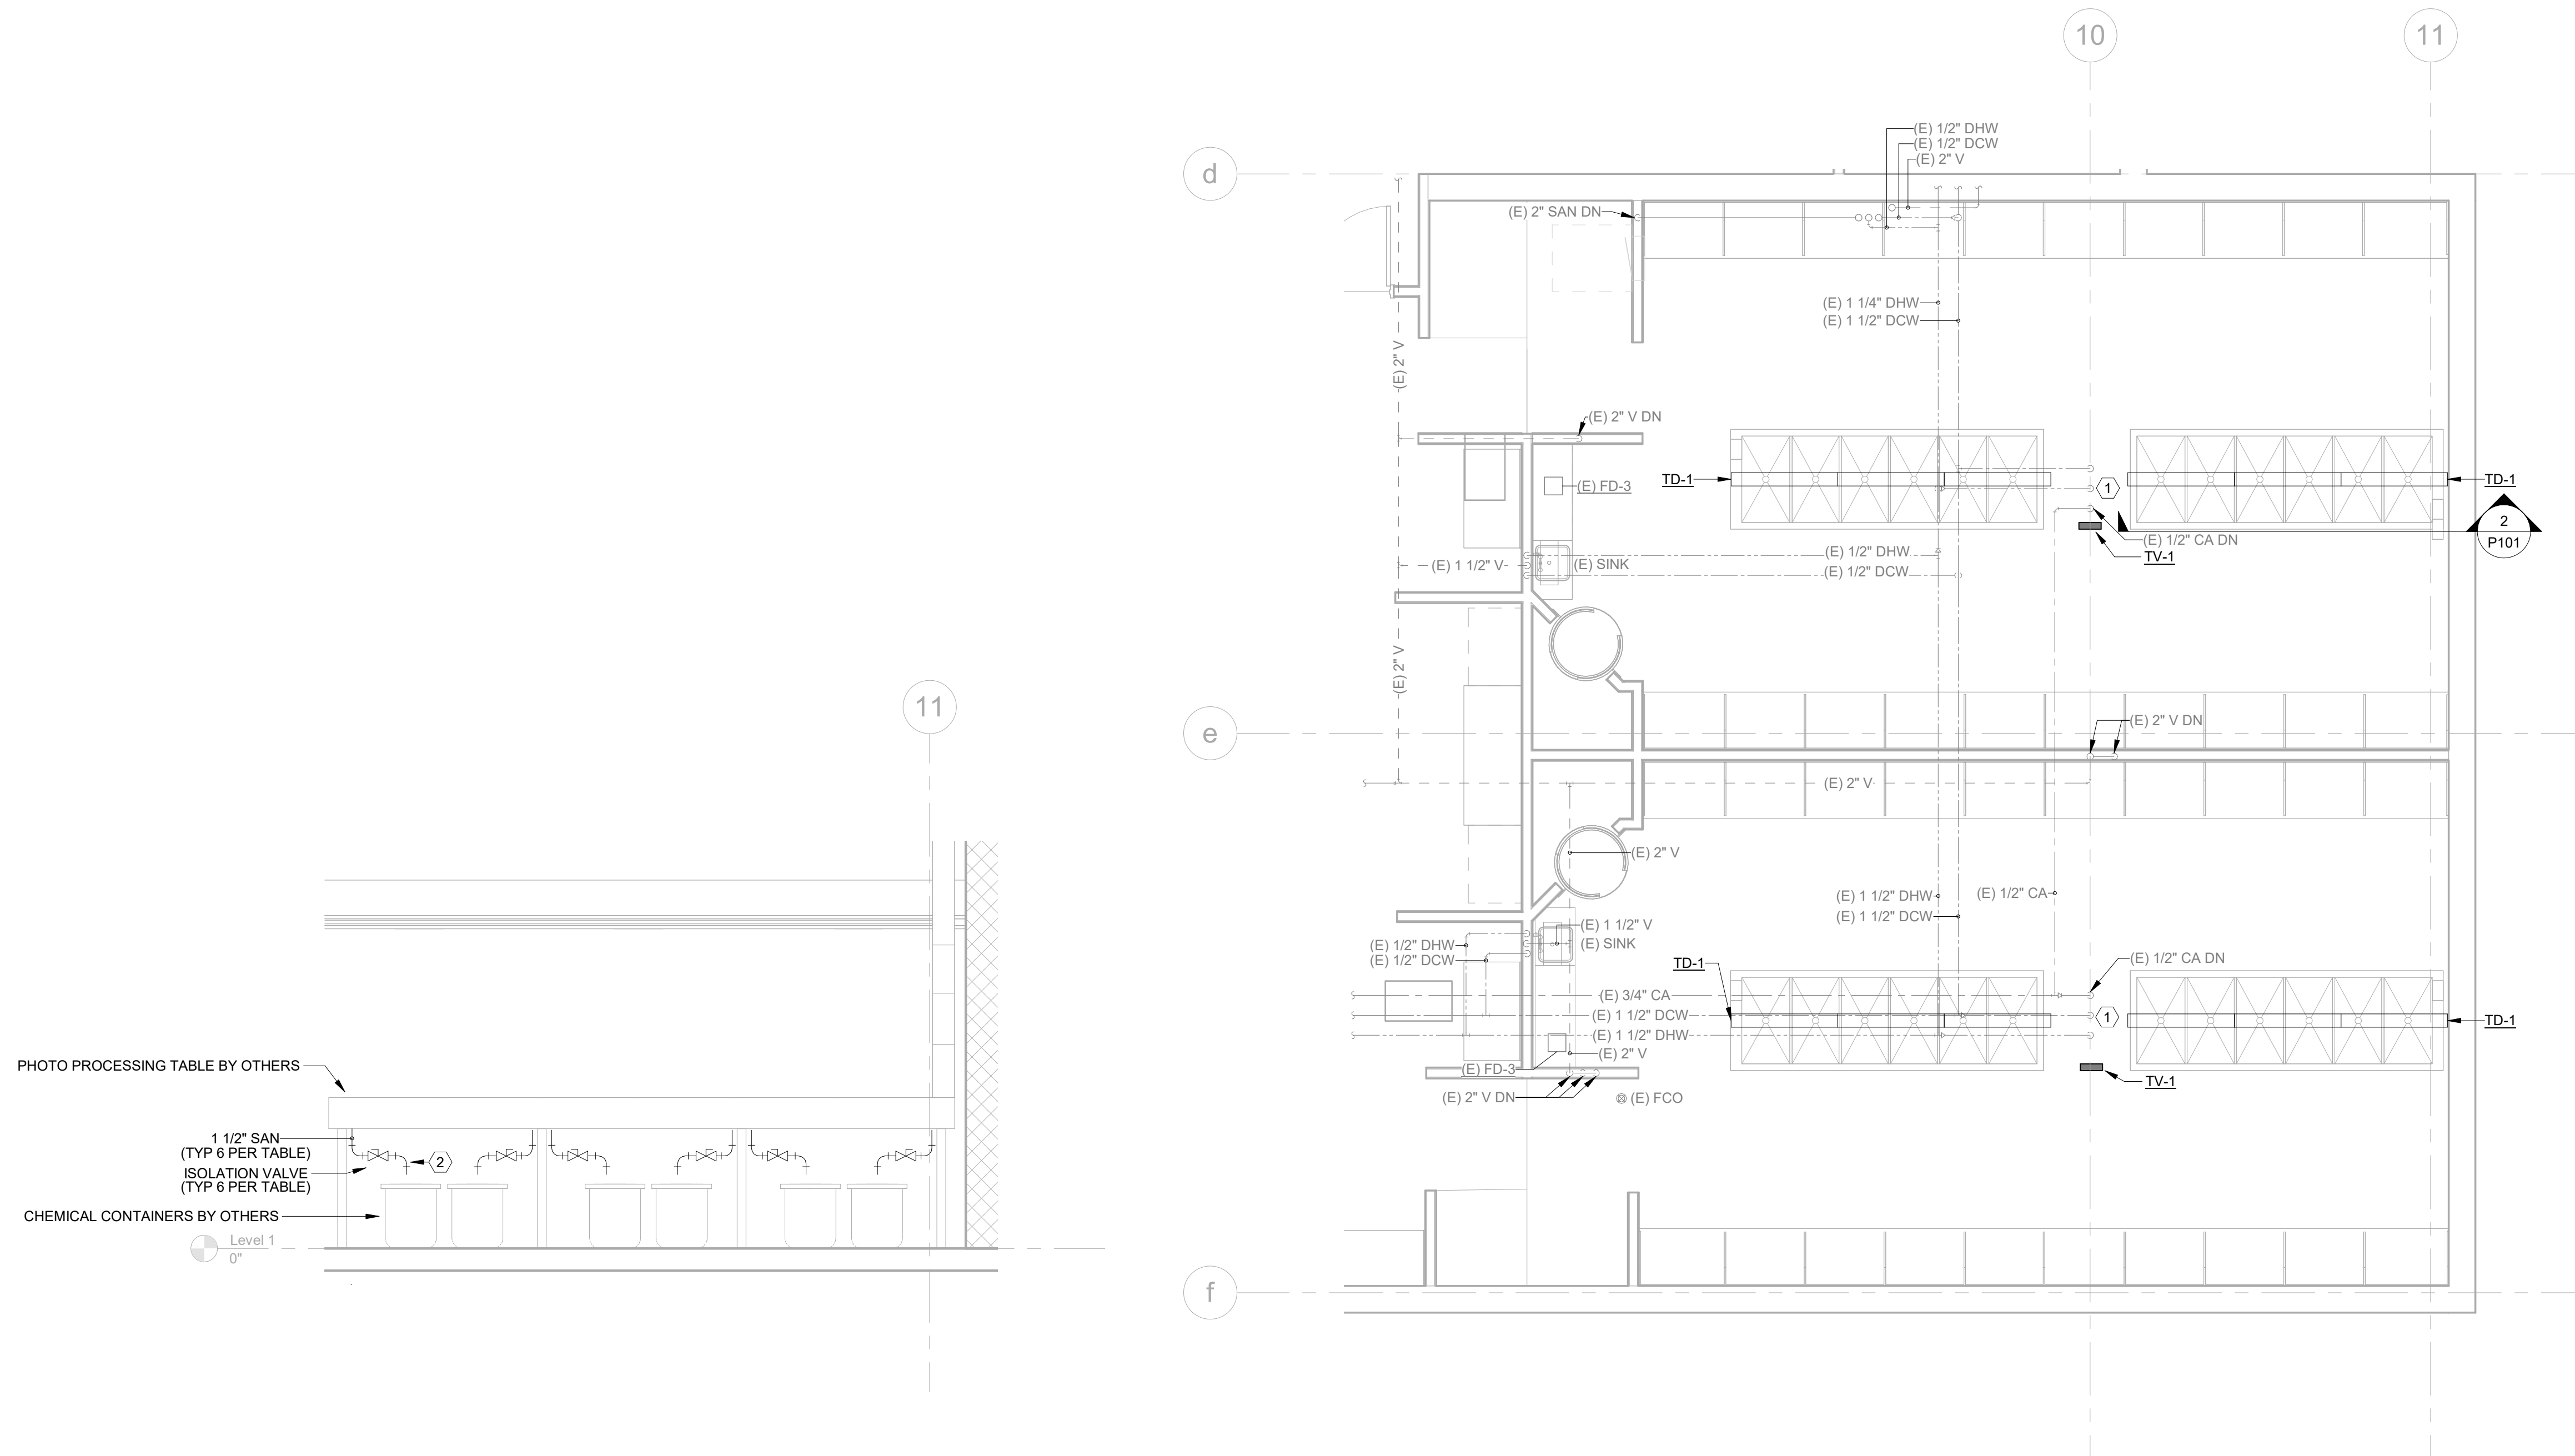 10
11
(E) 1/2" DHW
(E) 1/2" DCW
(E) 2" V
d
(E) 2" SAN DN
(E) 1 1/4" DHW
(E) 1 1/2" DCW
(E) 2" V
(E) 2" V DN
TD-1
(E) FD-3
1
TD-1
2
P101
(E) 1/2" CA DN
TV-1
(E) 1/2" DHW
(E) 1 1/2" V
(E) SINK
(E) 1/2" DCW
(E) 2" V
e
(E) 2" V DN
(E) 2" V
(E) 2" V
(E) 1 1/2" DHW
(E) 1/2" CA
(E) 1 1/2" DCW
(E) 1 1/2" V
(E) SINK
(E) 1/2" DHW
(E) 1/2" DCW
TD-1
(E) 1/2" CA DN
(E) 3/4" CA
(E) 1 1/2" DCW
1
TD-1
(E) 1 1/2" DHW
(E) 2" V
(E) FD-3
TV-1
(E) 2" V DN
(E) FCO
f
11
PHOTO PROCESSING TABLE BY OTHERS
1 1/2" SAN
(TYP 6 PER TABLE)
ISOLATION VALVE
(TYP 6 PER TABLE)
2
CHEMICAL CONTAINERS BY OTHERS
Level 1
0"